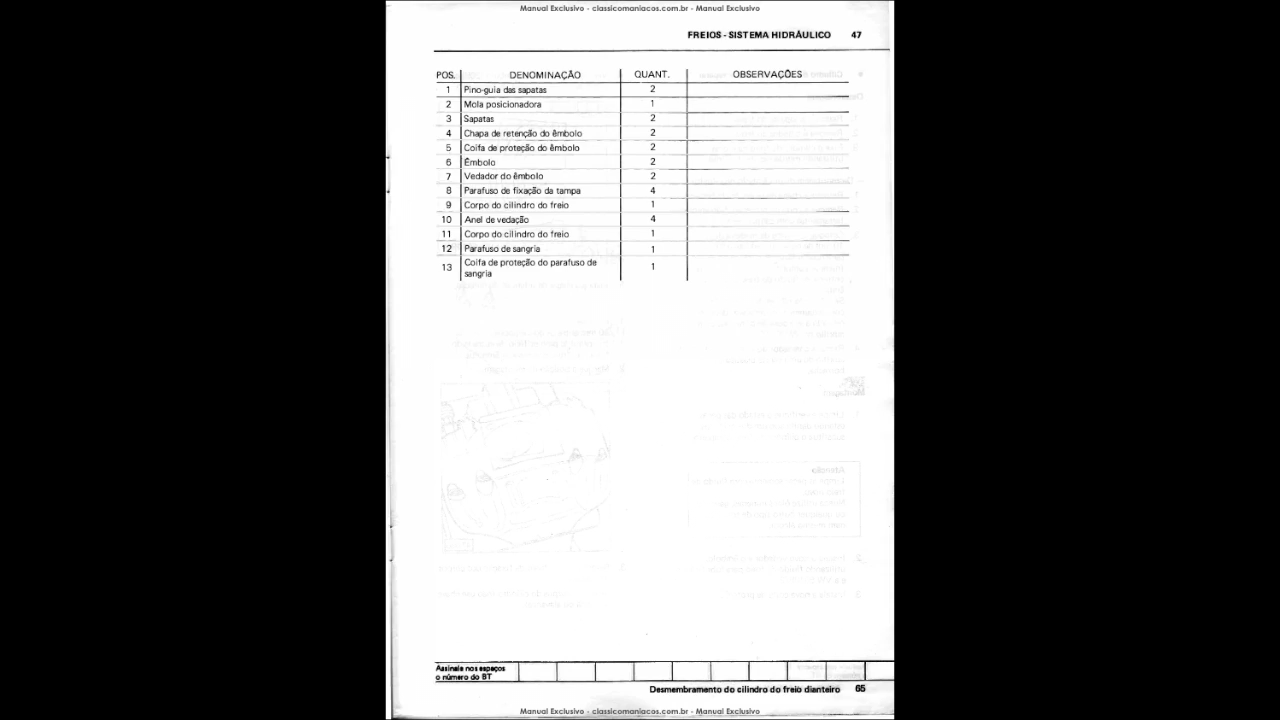 Manual Exclusivo - classicomaniacos.com.br - Manual Exclusivo
FREIOS - SISTEMA HIDRÁULICO 47
POS. DENOMINAÇÃO QUANT. OBSERVAÇÕES
1 Pino-guia das sapatas 2
2 Mola posicionadora 1
3 Sapatas 2
4 Chapa de retenção do êmbolo 2
5 Coifa de proteção do êmbolo 2
6 Êmbolo 2
7 Vedador do êmbolo 2
8 Parafuso de fixação da tampa 4
9 Corpo do cilindro do freio 1
10 Anel de vedação 4
11 Corpo do cilindro do freio 1
12 Parafuso de sangria 1
13 Coifa de proteção do parafuso de 1
sangria
Assinale nos espaços
o número do BT
Desmembramento do cilindro do freio dianteiro 65
Manual Exclusivo - classicomaniacos.com.br - Manual Exclusivo